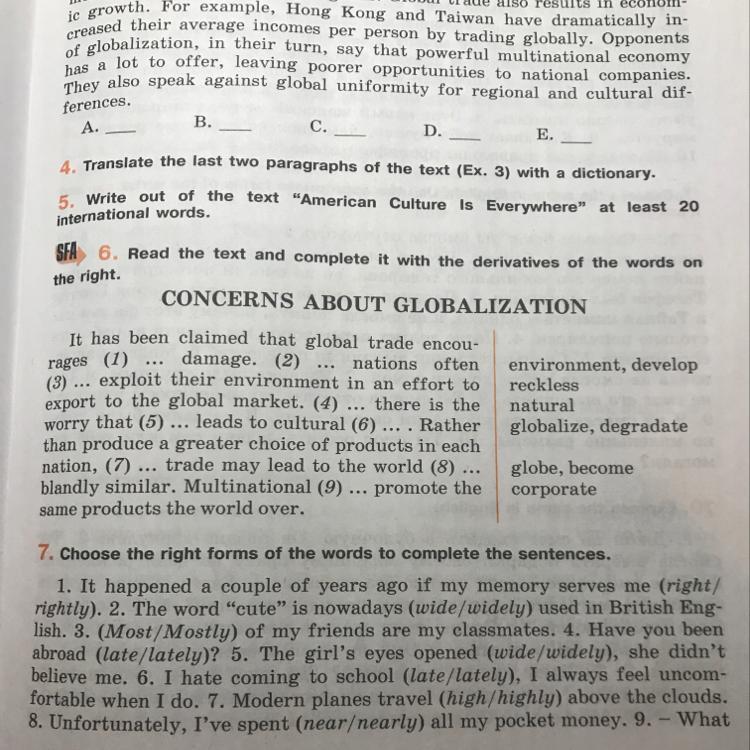 trade also results in econom-
ic growth. For example, Hong Kong and Taiwan have dramatically in-
creased their average incomes per person by trading globally. Opponents
of globalization, in their turn, say that powerful multinational economy
has a lot to offer, leaving poorer opportunities to national companies.
They also speak against global uniformity for regional and cultural dif-
ferences.
A. ___ B. ___ C. ___ D. ___ E. ___
4. Translate the last two paragraphs of the text (Ex. 3) with a dictionary.
5. Write out of the text “American Culture Is Everywhere” at least 20
international words.
SFA 6. Read the text and complete it with the derivatives of the words on
the right.
CONCERNS ABOUT GLOBALIZATION
It has been claimed that global trade encou-
rages (1) ... damage. (2) ... nations often
(3) ... exploit their environment in an effort to
export to the global market. (4) ... there is the
worry that (5) ... leads to cultural (6) ... . Rather
than produce a greater choice of products in each
nation, (7) ... trade may lead to the world (8) ...
blandly similar. Multinational (9) ... promote the
same products the world over.
environment, develop
reckless
natural
globalize, degradate
globe, become
corporate
7. Choose the right forms of the words to complete the sentences.
1. It happened a couple of years ago if my memory serves me (right/
rightly). 2. The word “cute” is nowadays (wide/widely) used in British Eng-
lish. 3. (Most/Mostly) of my friends are my classmates. 4. Have you been
abroad (late/lately)? 5. The girl’s eyes opened (wide/widely), she didn’t
believe me. 6. I hate coming to school (late/lately), I always feel uncom-
fortable when I do. 7. Modern planes travel (high/highly) above the clouds.
8. Unfortunately, I’ve spent (near/nearly) all my pocket money. 9. – What